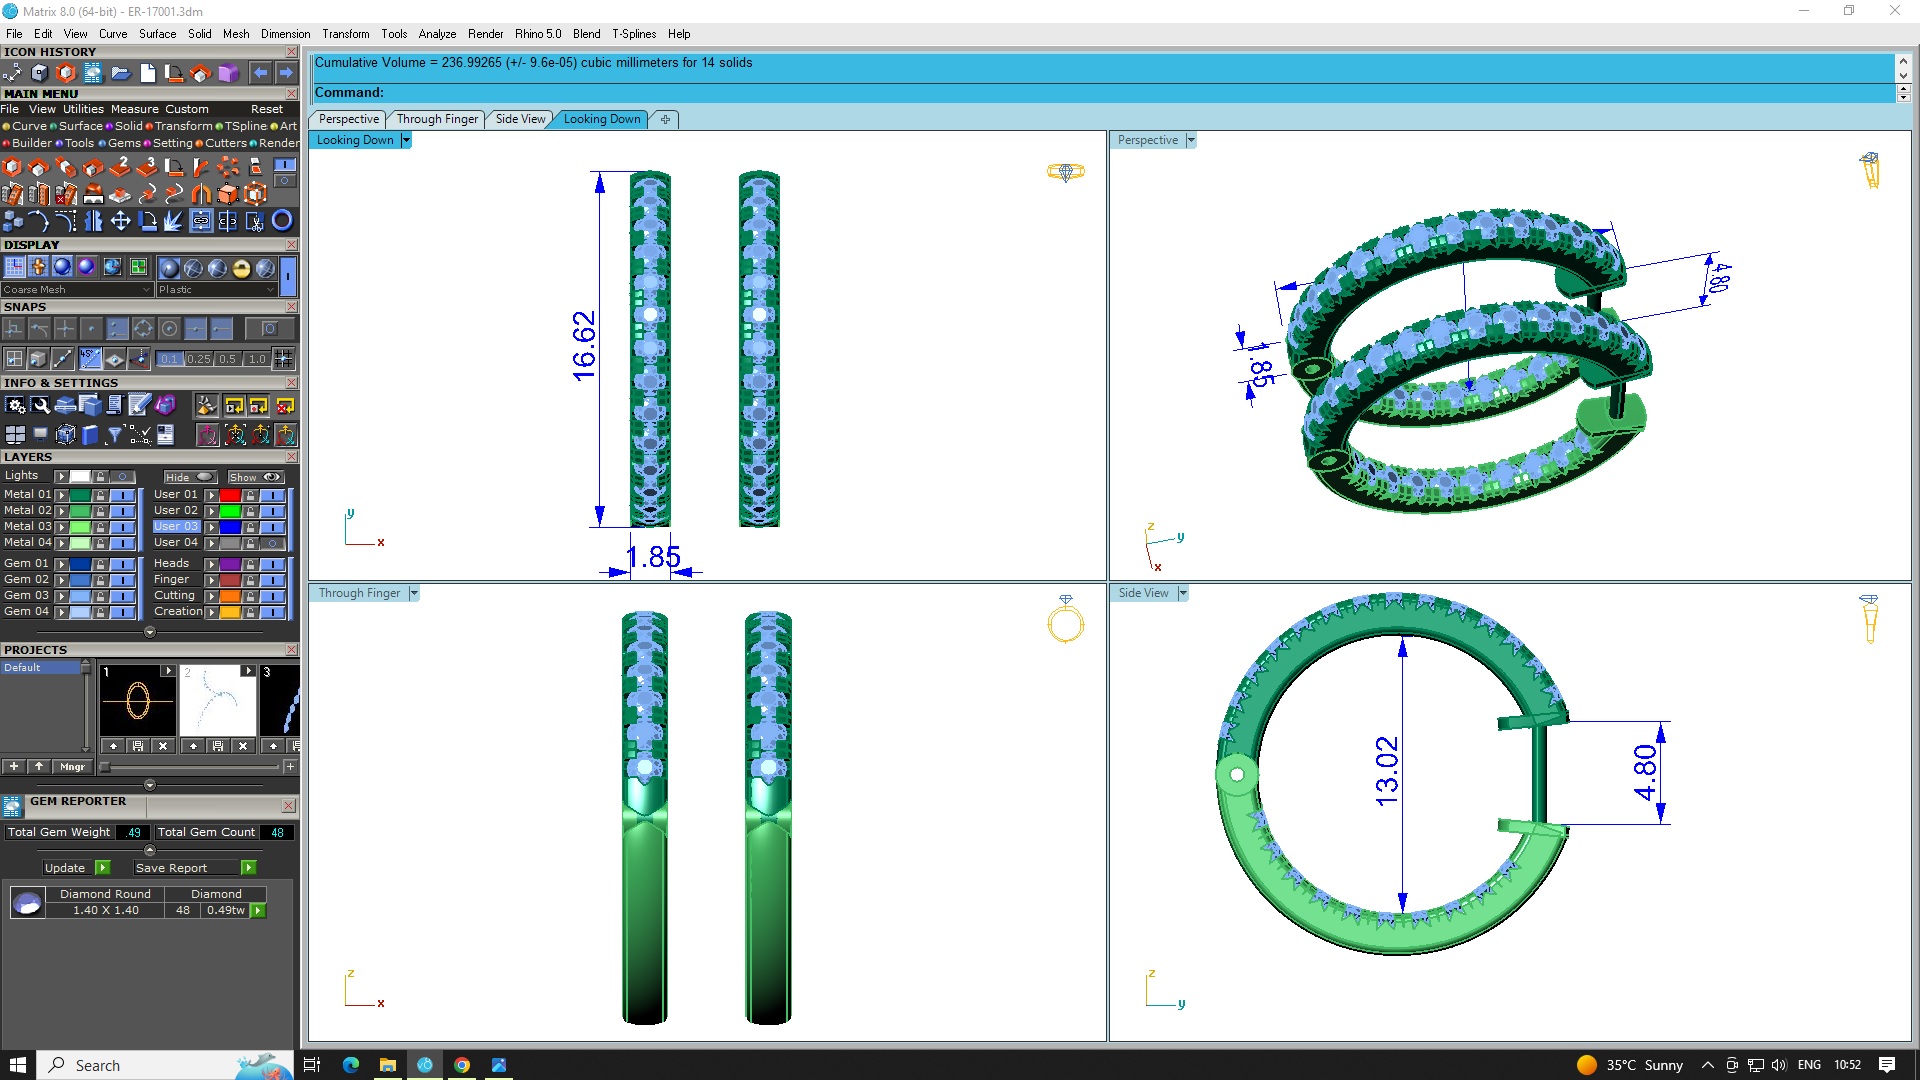 Matrix 8.0 (64-bit) - ER-17001.3dm
File Edit View Curve Surface Solid Mesh Dimension Transform Tools Analyze Render Rhino 5.0 Blend T-Splines Help
ICON HISTORY
Cumulative Volume = 236.99265 (+/- 9.6e-05) cubic millimeters for 14 solids
Command:
MAIN MENU
File View Utilities Measure Custom Reset
Curve Surface Solid Transform TSpline Art
Builder Tools Gems Setting Cutters Render
Perspective Through Finger Side View Looking Down
Looking Down
16.62
1.85
Perspective
4.80
1.85
Through Finger
Side View
13.02
4.80
y
x
z
y
x
z
x
z
y
2
3
DISPLAY
Coarse Mesh Plastic
SNAPS
45°
0.1 0.25 0.5 1.0
INFO & SETTINGS
LAYERS
Lights Hide Show
Metal 01 User 01
Metal 02 User 02
Metal 03 User 03
Metal 04 User 04
Gem 01 Heads
Gem 02 Finger
Gem 03 Cutting
Gem 04 Creation
PROJECTS
Default
1 2 3
Mngr
GEM REPORTER
Total Gem Weight .49 Total Gem Count 48
Update Save Report
Diamond Round Diamond
1.40 X 1.40 48 0.49tw
Search
35°C Sunny ENG 10:52